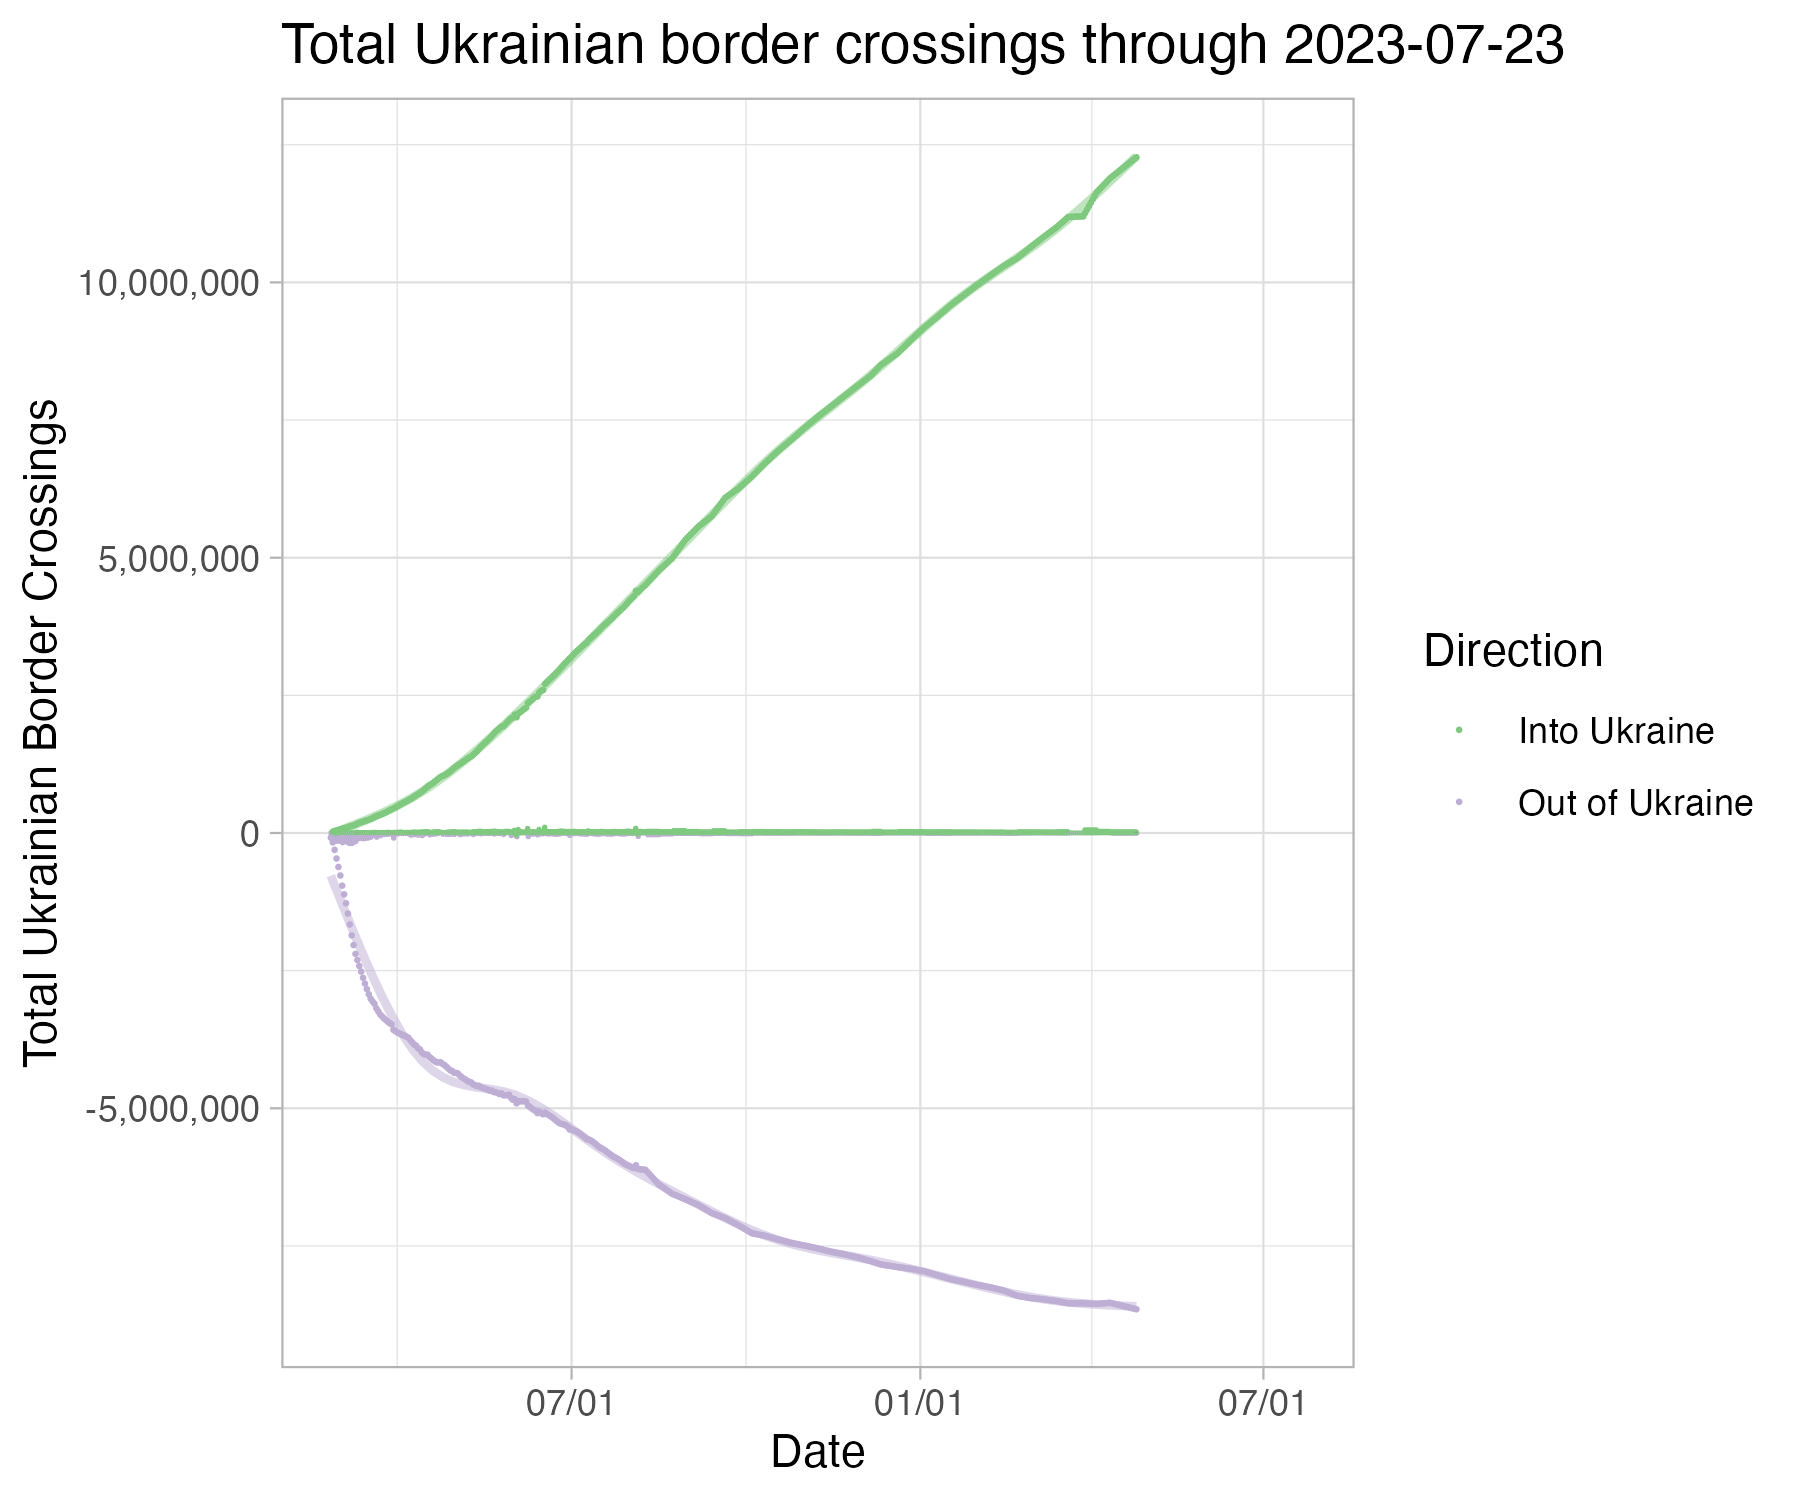 Total Ukrainian border crossings through 2023-07-23
Total Ukrainian Border Crossings
10,000,000
5,000,000
0
-5,000,000
07/01
01/01
07/01
Date
Direction
Into Ukraine
Out of Ukraine